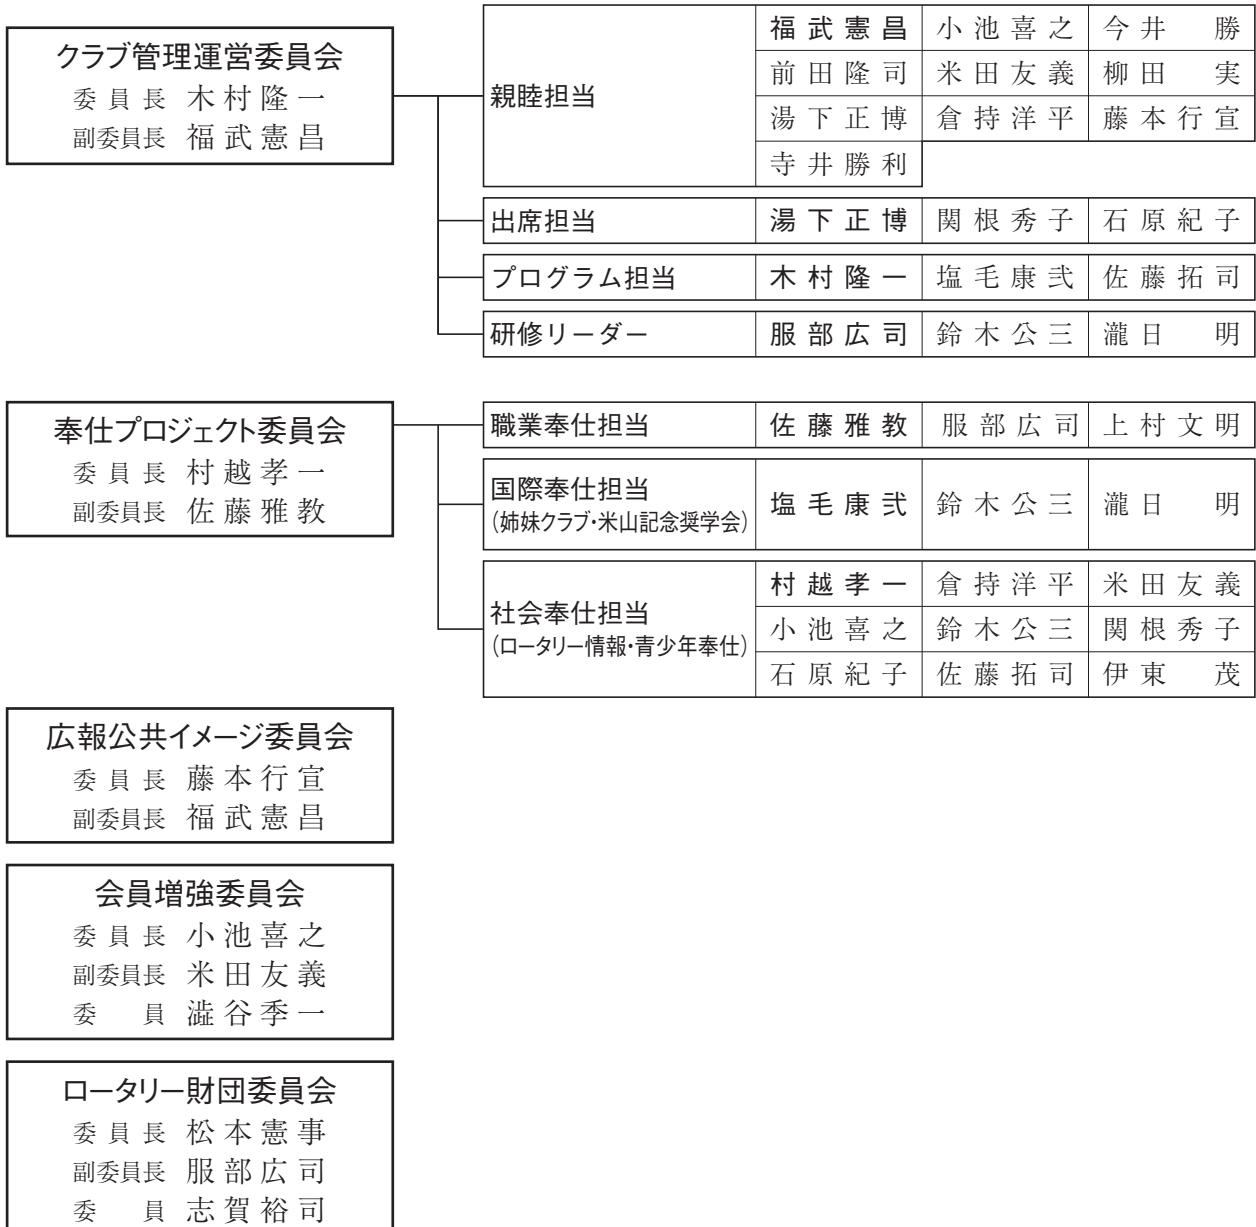 クラブ管理運営委員会
委員長 木村隆一
副委員長 福武憲昌
親睦担当
福武憲昌 小池喜之 今井 勝
前田隆司 米田友義 柳田 実
湯下正博 倉持洋平 藤本行宣
寺井勝利
出席担当 湯下正博 関根秀子 石原紀子
プログラム担当 木村隆一 塩毛康弐 佐藤拓司
研修リーダー 服部広司 鈴木公三 瀧日 明
奉仕プロジェクト委員会
委員長 村越孝一
副委員長 佐藤雅教
職業奉仕担当 佐藤雅教 服部広司 上村文明
国際奉仕担当
(姉妹クラブ・米山記念奨学会)
塩毛康弐 鈴木公三 瀧日 明
社会奉仕担当
(ロータリー情報・青少年奉仕)
村越孝一 倉持洋平 米田友義
小池喜之 鈴木公三 関根秀子
石原紀子 佐藤拓司 伊東 茂
広報公共イメージ委員会
委員長 藤本行宣
副委員長 福武憲昌
会員増強委員会
委員長 小池喜之
副委員長 米田友義
委 員 澁谷季一
ロータリー財団委員会
委員長 松本憲事
副委員長 服部広司
委 員 志賀裕司